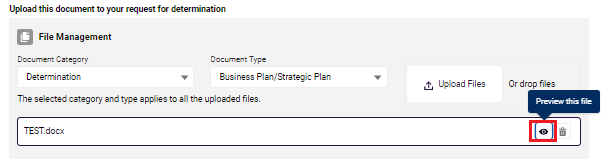 Upload this document to your request for determination
File Management
Document Category
Document Type
Determination
Business Plan/Strategic Plan
Upload Files
Or drop files
The selected category and type applies to all the uploaded files.
Preview this file
TEST.docx